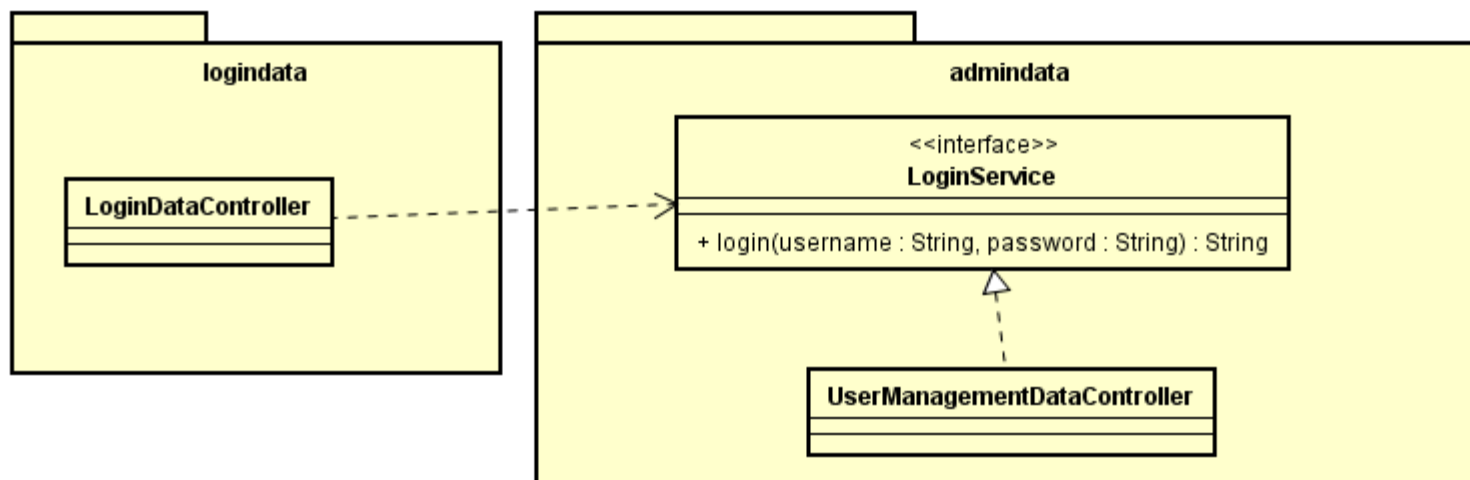 logindata
LoginDataController
admindata
<<interface>>
LoginService
+ login(username : String, password : String) : String
UserManagementDataController